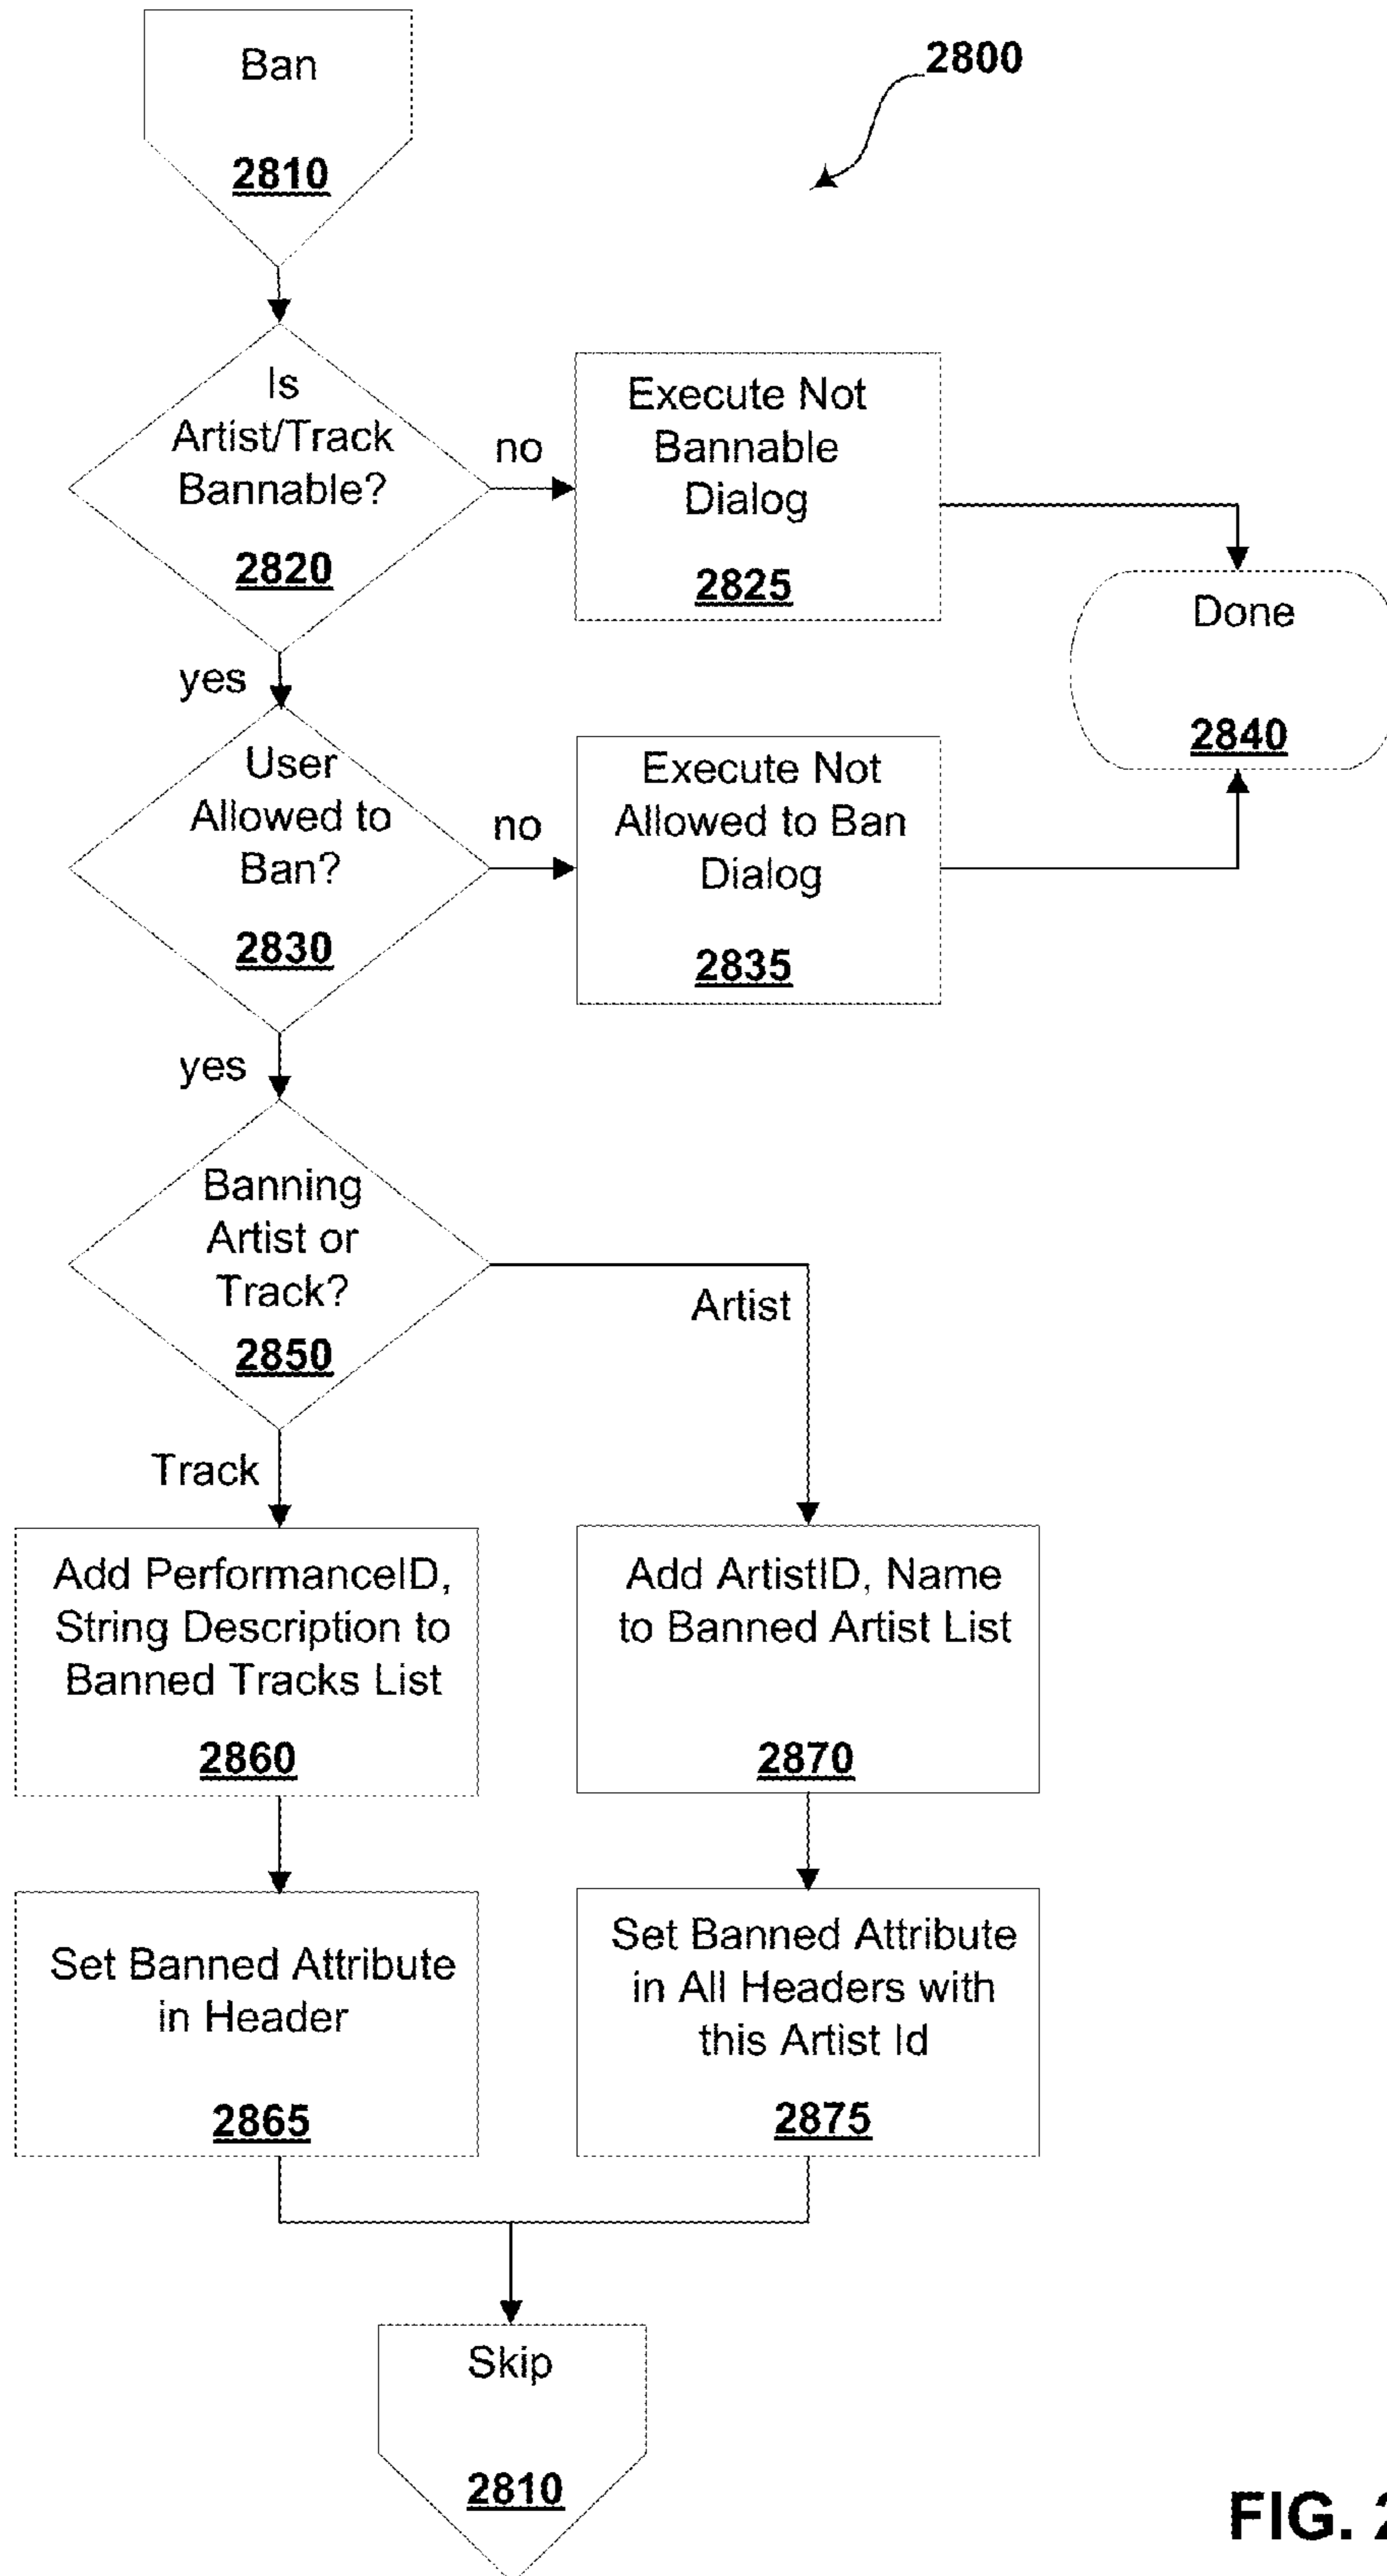 Ban
2810
2800
Is
Artist/Track
Bannable?
2820
no
Execute Not
Bannable
Dialog
2825
Done
2840
yes
User
Allowed to
Ban?
2830
no
Execute Not
Allowed to Ban
Dialog
2835
yes
Banning
Artist or
Track?
2850
Artist
Track
Add PerformanceID,
String Description to
Banned Tracks List
2860
Add ArtistID, Name
to Banned Artist List
2870
Set Banned Attribute
in Header
2865
Set Banned Attribute
in All Headers with
this Artist Id
2875
Skip
2810
FIG. 2